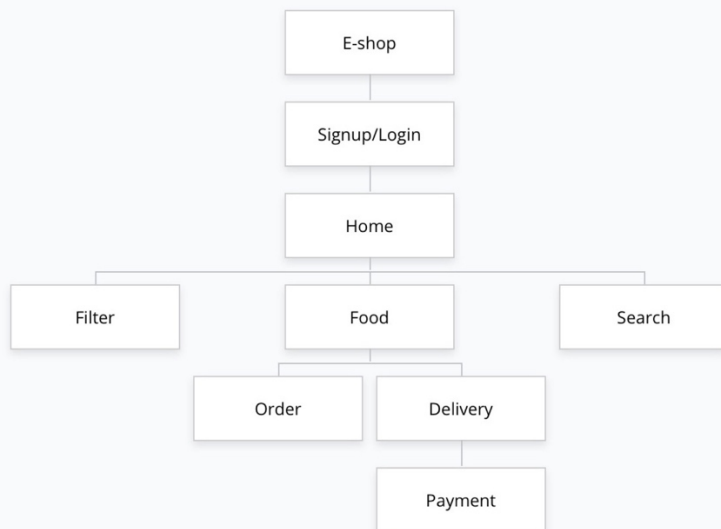 E-shop
Signup/Login
Home
Filter
Food
Search
Order
Delivery
Payment